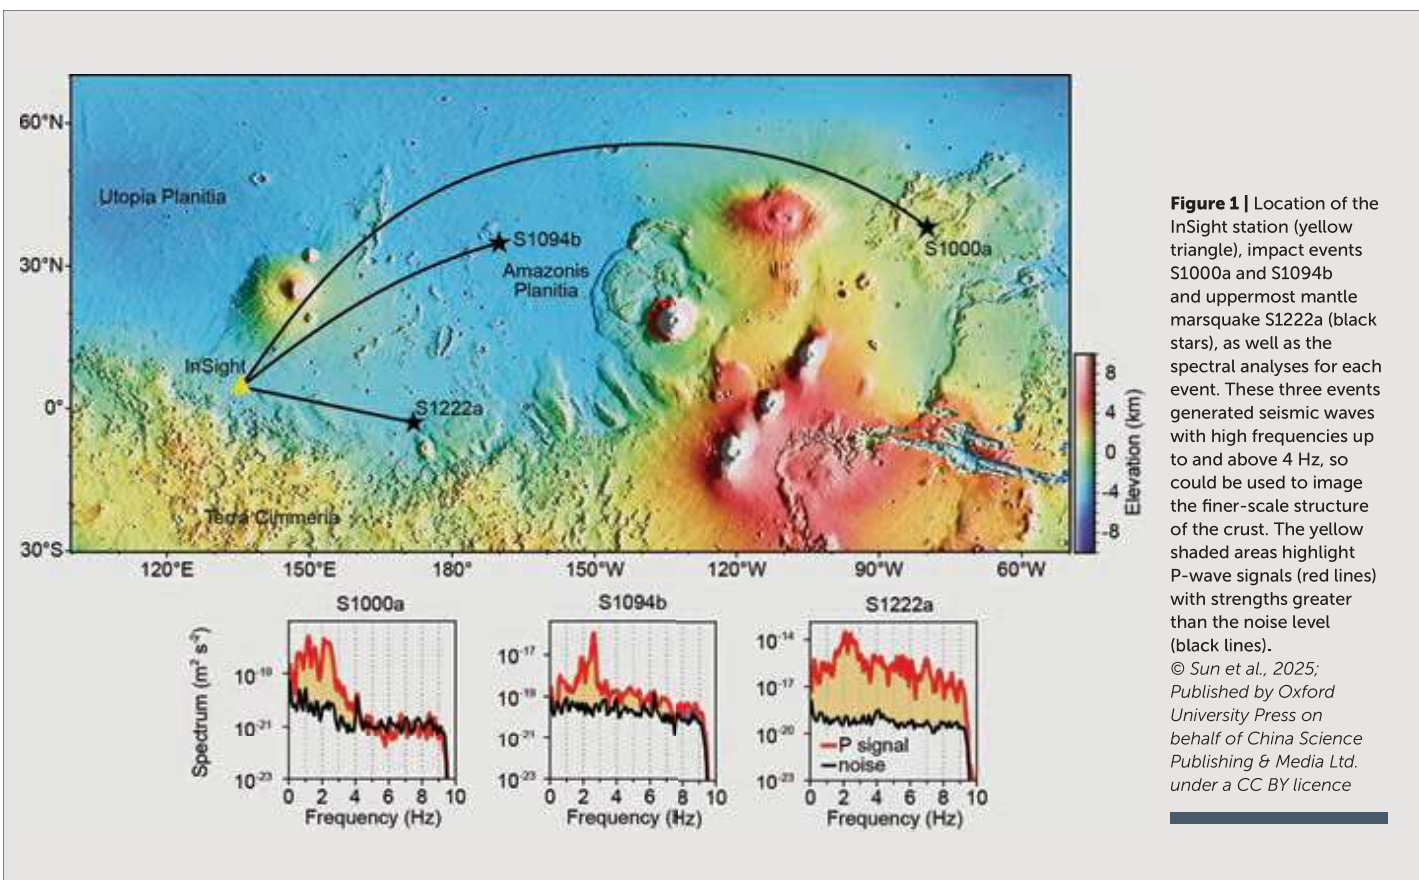 60°N
30°N
0°
30°S
Utopia Planitia
S1094b
Amazonis
Planitia
S1000a
InSight
S1222a
Terra Cimmeria
120°E
150°E
180°
150°W
120°W
90°W
60°W
8
4
0
-4
-8
Elevation (km)
S1000a
Spectrum (m² s⁻²)
10⁻¹⁹
10⁻²¹
10⁻²³
0 2 4 6 8 10
Frequency (Hz)
S1094b
10⁻¹⁷
10⁻¹⁹
10⁻²¹
10⁻²³
0 2 4 6 8 10
Frequency (Hz)
S1222a
10⁻¹⁴
10⁻¹⁷
10⁻²⁰
10⁻²³
P signal
noise
0 2 4 6 8 10
Frequency (Hz)
Figure 1 | Location of the
InSight station (yellow
triangle), impact events
S1000a and S1094b
and uppermost mantle
marsquake S1222a (black
stars), as well as the
spectral analyses for each
event. These three events
generated seismic waves
with high frequencies up
to and above 4 Hz, so
could be used to image
the finer-scale structure
of the crust. The yellow
shaded areas highlight
P-wave signals (red lines)
with strengths greater
than the noise level
(black lines).
© Sun et al., 2025;
Published by Oxford
University Press on
behalf of China Science
Publishing & Media Ltd.
under a CC BY licence